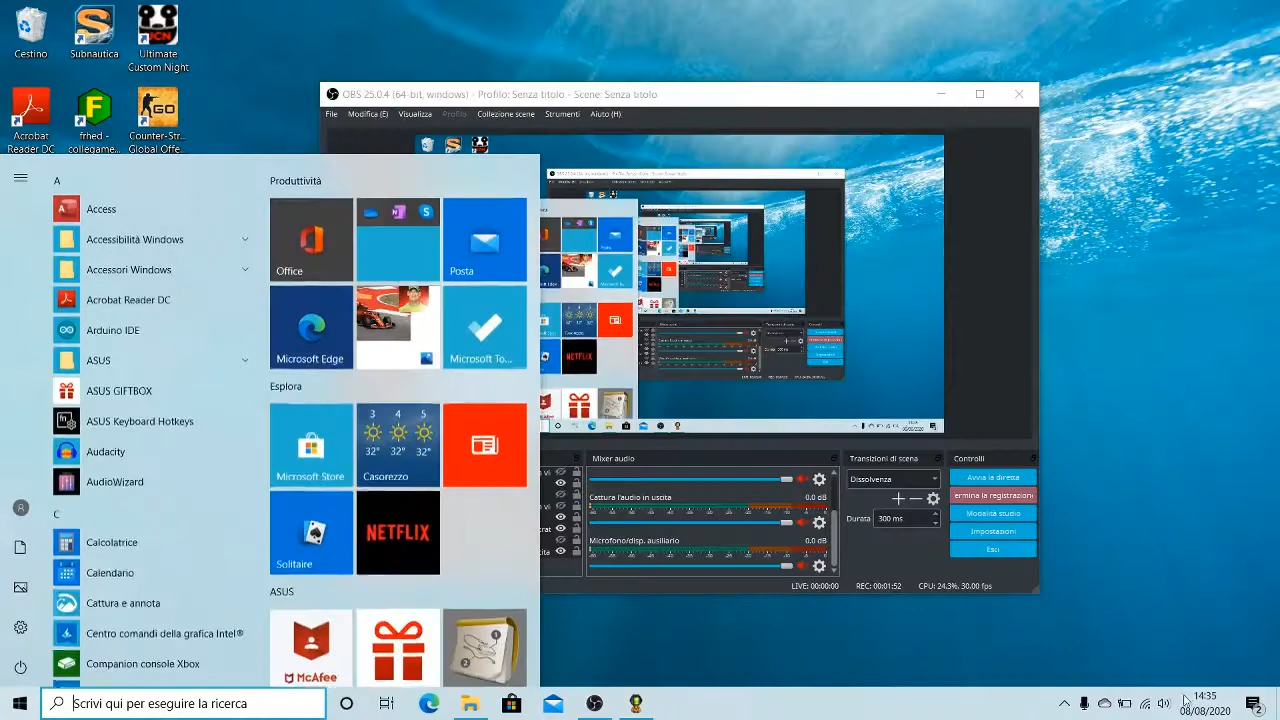 Cestino
Subnautica
Ultimate
Custom Night
Acrobat
Reader DC
frhed -
collegame...
Counter-Str...
Global Offe...
OBS 25.0.4 (64-bit, windows) - Profilo: Senza titolo - Scene: Senza titolo
File
Modifica (E)
Visualizza
Profilo
Collezione scene
Strumenti
Aiuto (H)
A
Access
Accessibilità Windows
Accessori Windows
Acrobat Reader DC
Arduino IDE
ASUS
ASUS GIFTBOX
ASUS Keyboard Hotkeys
Audacity
AudioWizard
C
Calcolatrice
Calendario
Cattura e annota
Centro comandi della grafica Intel®
Companion console Xbox
Produttività
Office
Posta
Microsoft Edge
Microsoft To...
Esplora
Microsoft Store
3 4 5
32° 32° 32°
Casorezzo
Solitaire
NETFLIX
ASUS
McAfee
Mixer audio
Cattura l'audio in uscita
0.0 dB
Microfono/disp. ausiliario
0.0 dB
Transizioni di scena
Dissolvenza
Durata
300 ms
Controlli
Avvia la diretta
ermina la registrazione
Modalità studio
Impostazioni
Esci
LIVE: 00:00:00
REC: 00:01:52
CPU: 24.3%, 30.00 fps
Scrivi qui per eseguire la ricerca
14:35
08/08/2020
2